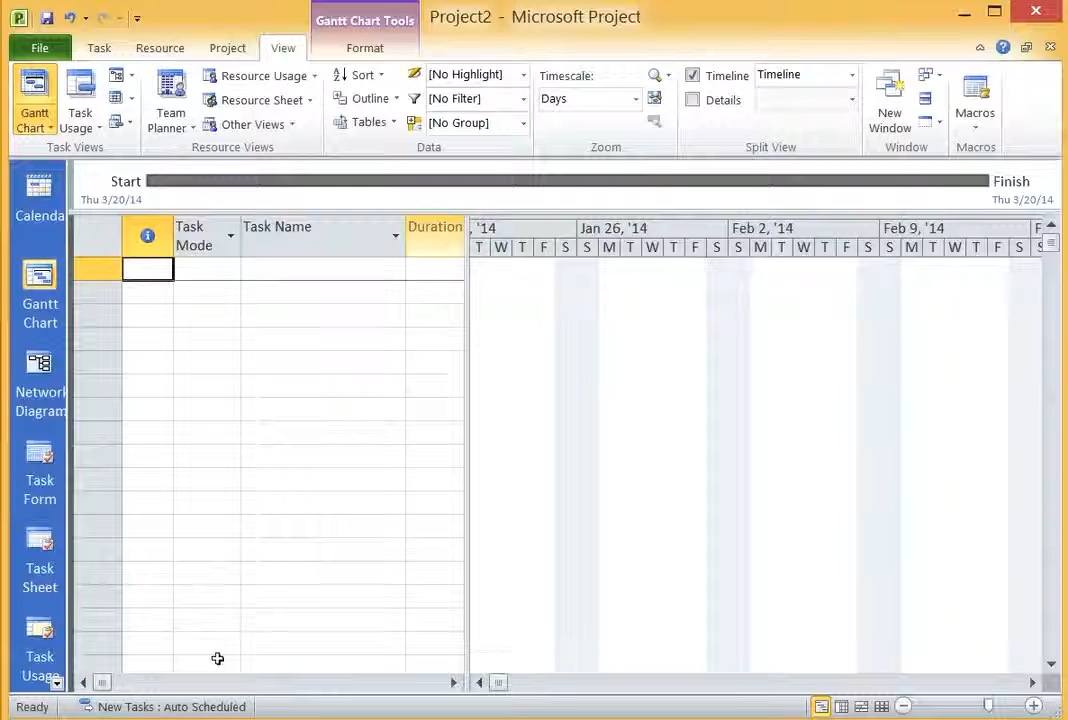 Gantt Chart Tools
Project2 - Microsoft Project
File
Task
Resource
Project
View
Format
Gantt
Chart
Task
Usage
Task Views
Team
Planner
Resource Usage
Resource Sheet
Other Views
Resource Views
Sort
Outline
Tables
[No Highlight]
[No Filter]
[No Group]
Data
Timescale:
Days
Zoom
Timeline
Timeline
Details
Split View
New
Window
Window
Macros
Macros
Start
Finish
Thu 3/20/14
Thu 3/20/14
Calenda
Gantt
Chart
Network
Diagram
Task
Form
Task
Sheet
Task
Usage
Task
Mode
Task Name
Duration
, '14
Jan 26, '14
Feb 2, '14
Feb 9, '14
F
T W T F S S M T W T F S S M T W T F S S M T W T F S S
Ready
New Tasks : Auto Scheduled